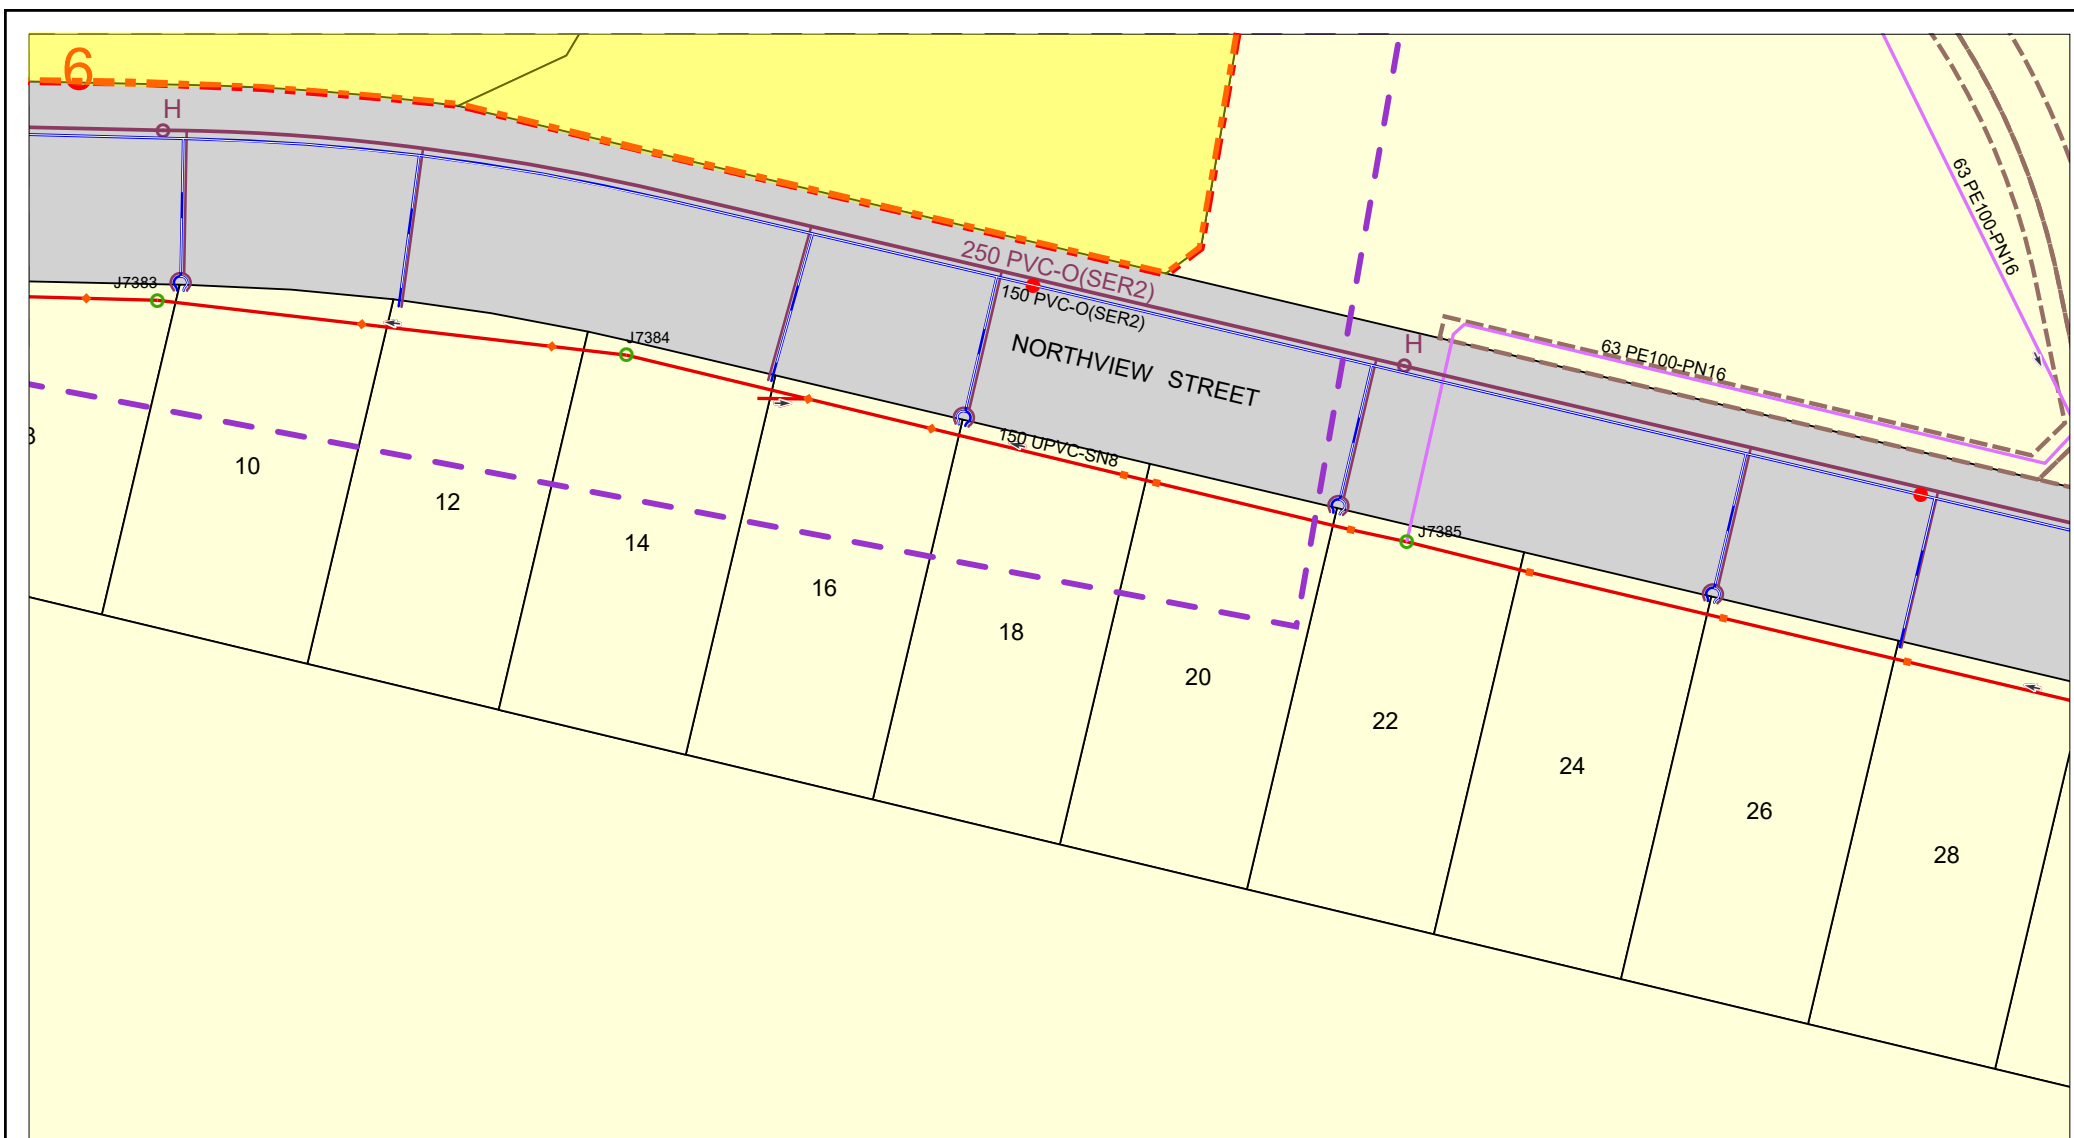 6
H
63 PE100-PN16
250 PVC-O(SER2)
J7383
150 PVC-O(SER2)
J7384
H
NORTHVIEW STREET
63 PE100-PN16
150 UPVC-SN8
J7385
10
12
14
16
18
20
22
24
26
28